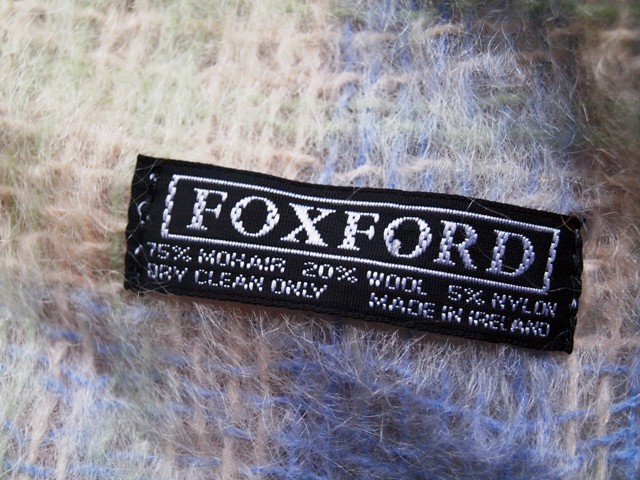 FOXFORD
75% MOHAIR 20% WOOL 5% NYLON
DRY CLEAN ONLY MADE IN IRELAND